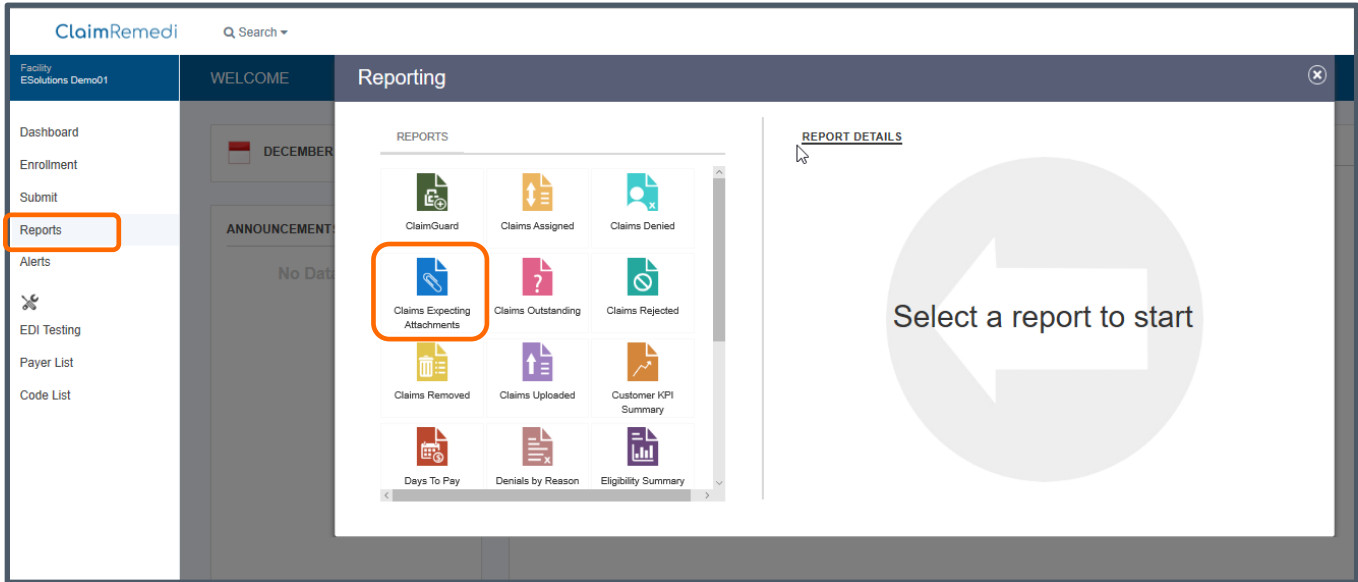 ClaimRemedi
Search
Facility
ESolutions Demo01
Dashboard
Enrollment
Submit
Reports
Alerts
EDI Testing
Payer List
Code List
WELCOME
DECEMBER
ANNOUNCEMENT
No Data
Reporting
REPORTS
ClaimGuard
Claims Assigned
Claims Denied
Claims Expecting
Attachments
Claims Outstanding
Claims Rejected
Claims Removed
Claims Uploaded
Customer KPI
Summary
Days To Pay
Denials by Reason
Eligibility Summary
REPORT DETAILS
Select a report to start